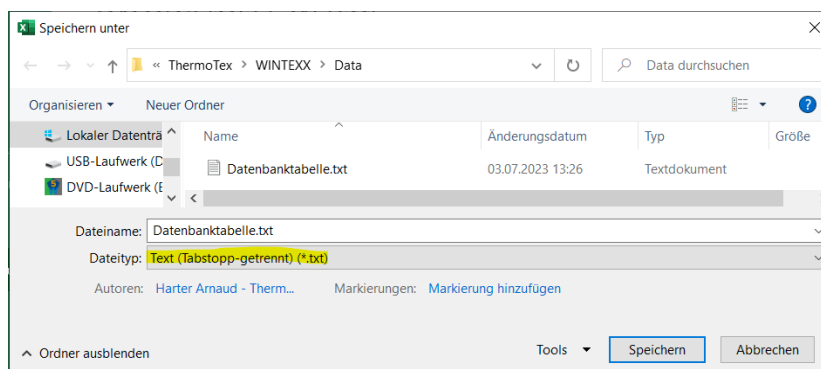 Speichern unter
« ThermoTex > WINTEXX > Data
Data durchsuchen
Organisieren
Neuer Ordner
Lokaler Datenträ
Name
Änderungsdatum
Typ
Größe
USB-Laufwerk (D
Datenbanktabelle.txt
03.07.2023 13:26
Textdokument
DVD-Laufwerk (E
Dateiname: Datenbanktabelle.txt
Dateityp: Text (Tabstopp-getrennt) (*.txt)
Autoren: Harter Arnaud - Therm...
Markierungen: Markierung hinzufügen
Ordner ausblenden
Tools
Speichern
Abbrechen